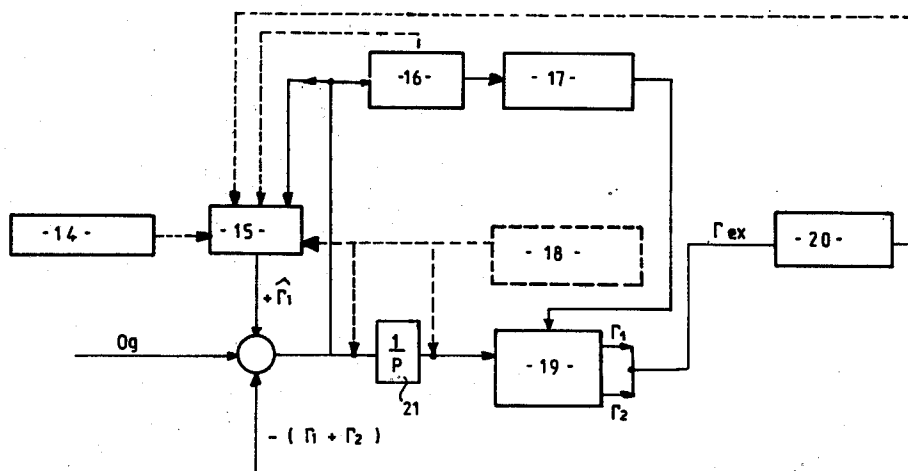 -16-
- 17 -
-14-
-15-
- 18 -
Γex
- 20 -
+ Γ̂1
Γ1
Og
1
P
- 19 -
Γ2
21
- ( Γ1 + Γ2 )